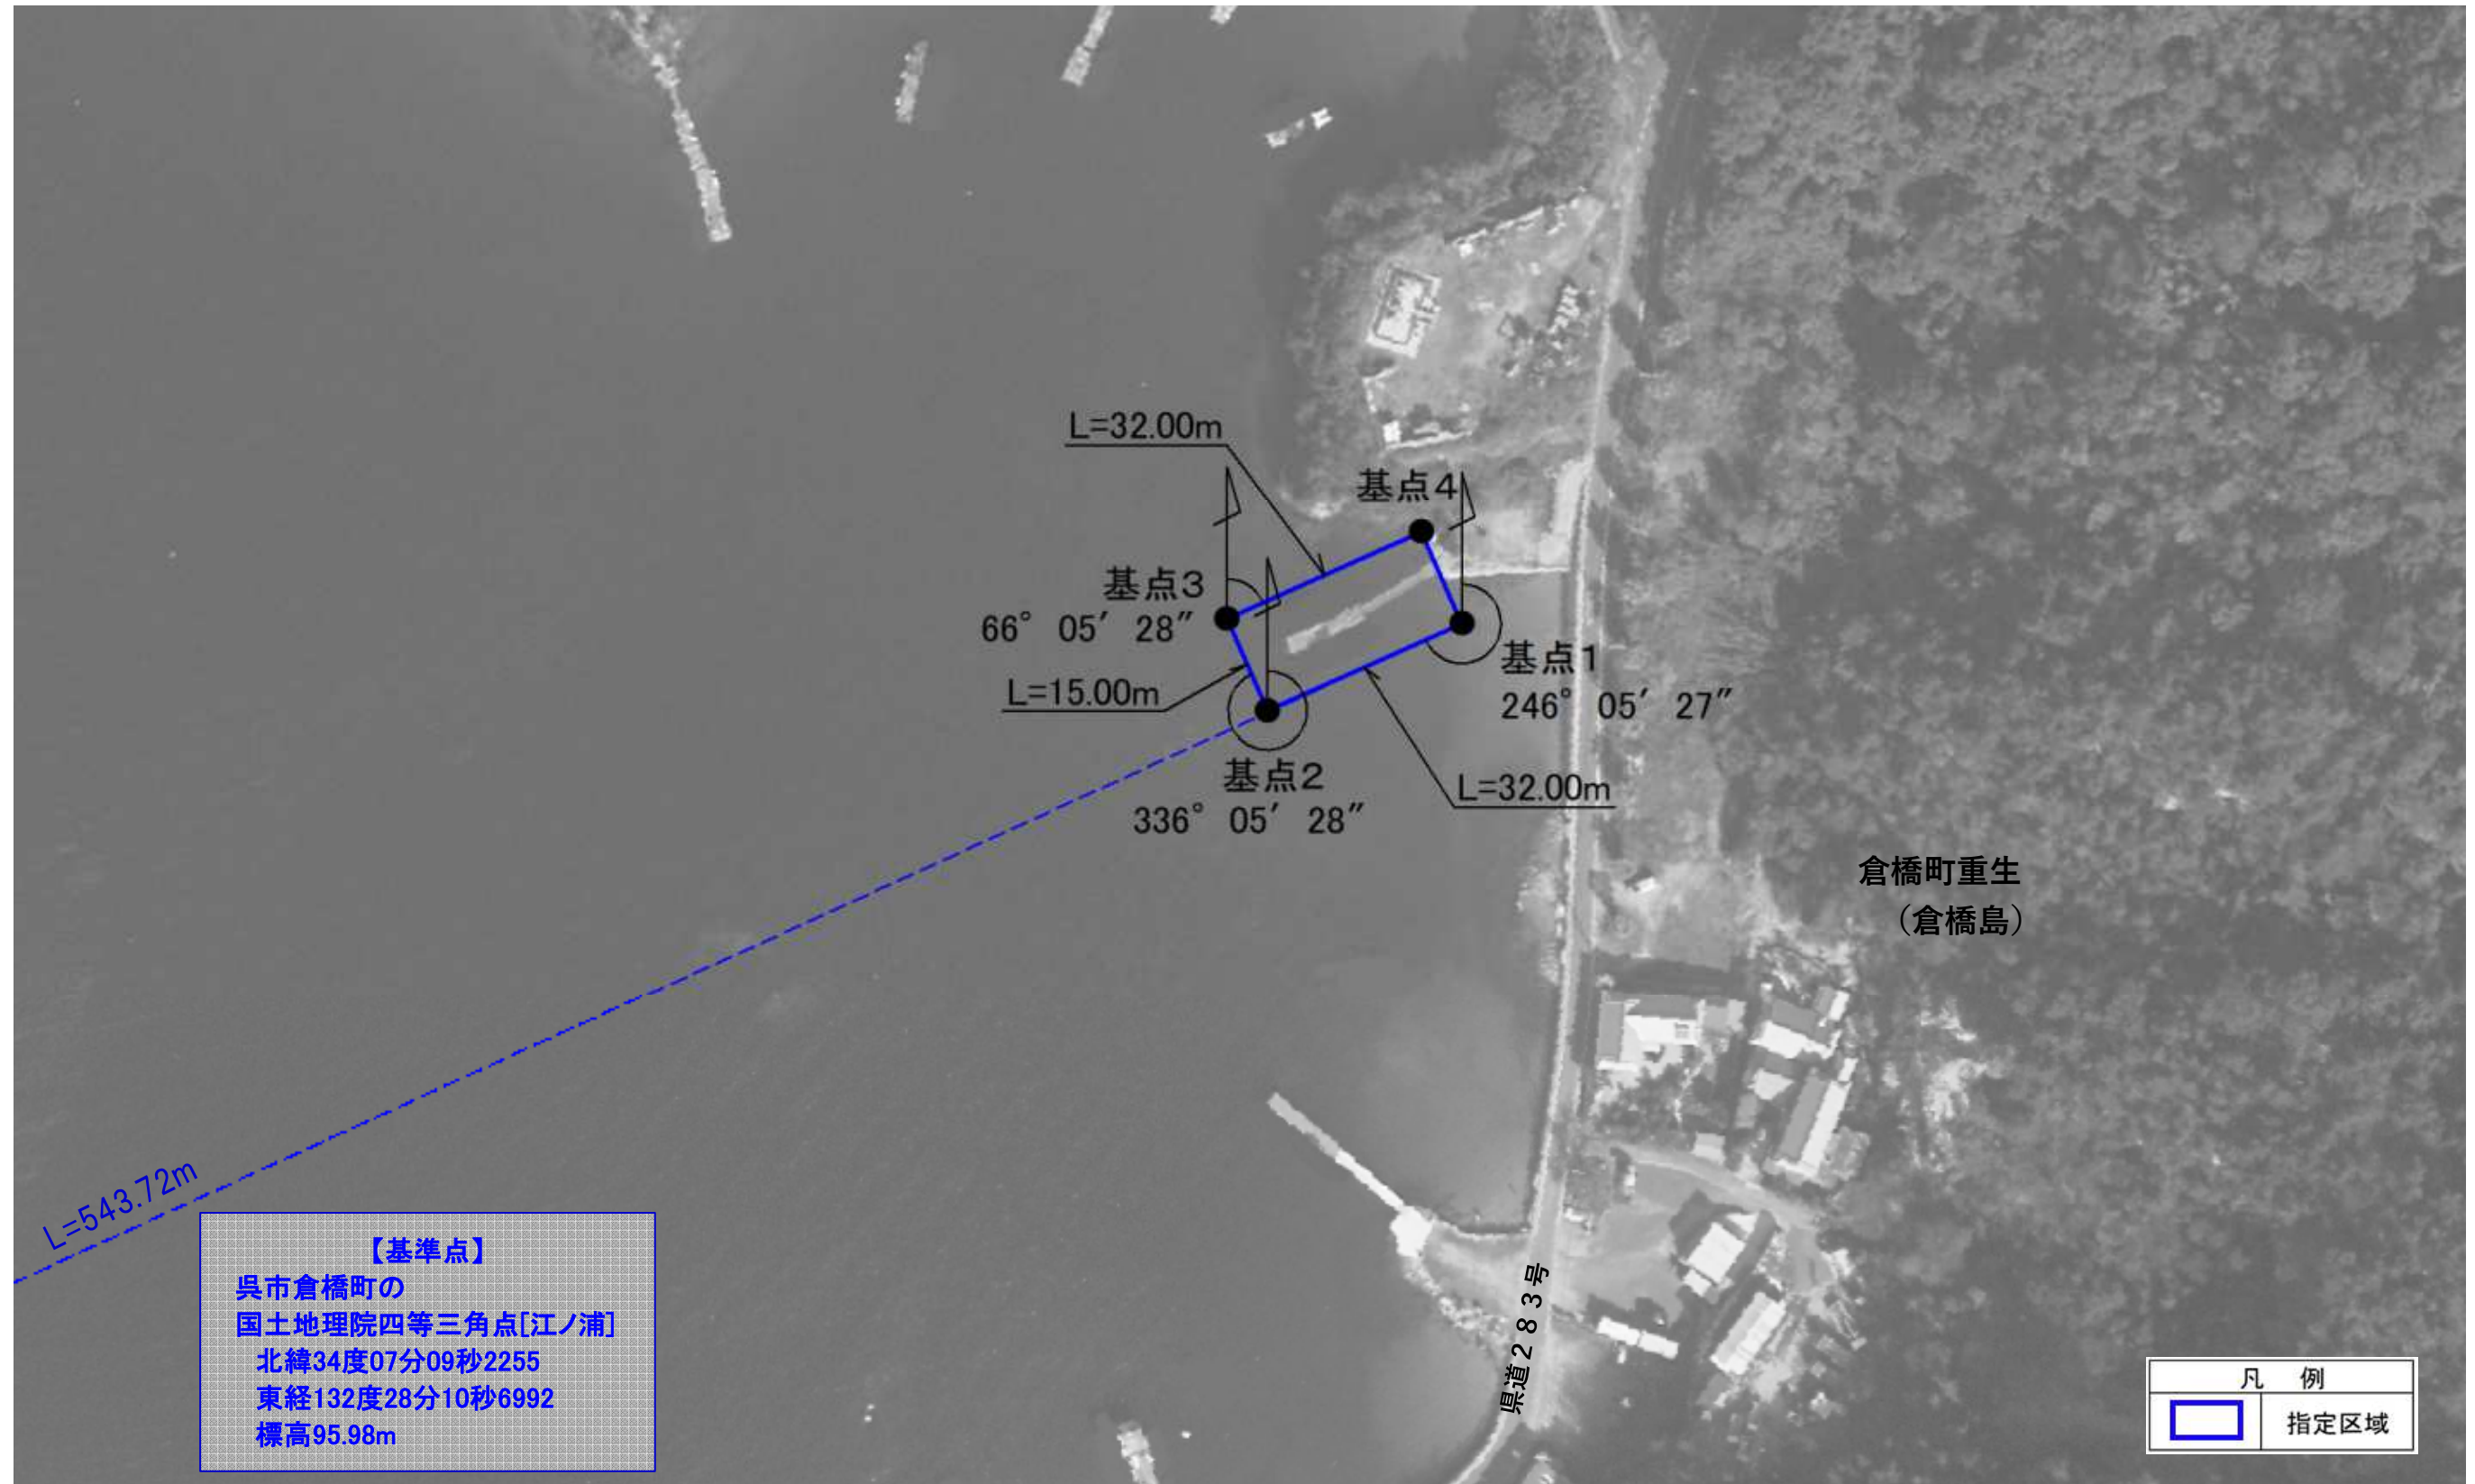 L=32.00m
基点4
基点3
66° 05′ 28″
基点1
246° 05′ 27″
L=15.00m
基点2
336° 05′ 28″
L=32.00m
倉橋町重生
（倉橋島）
L=543.72m
【基準点】
呉市倉橋町の
国土地理院四等三角点[江ノ浦]
北緯34度07分09秒2255
東経132度28分10秒6992
標高95.98m
県道283号
凡 例
指定区域